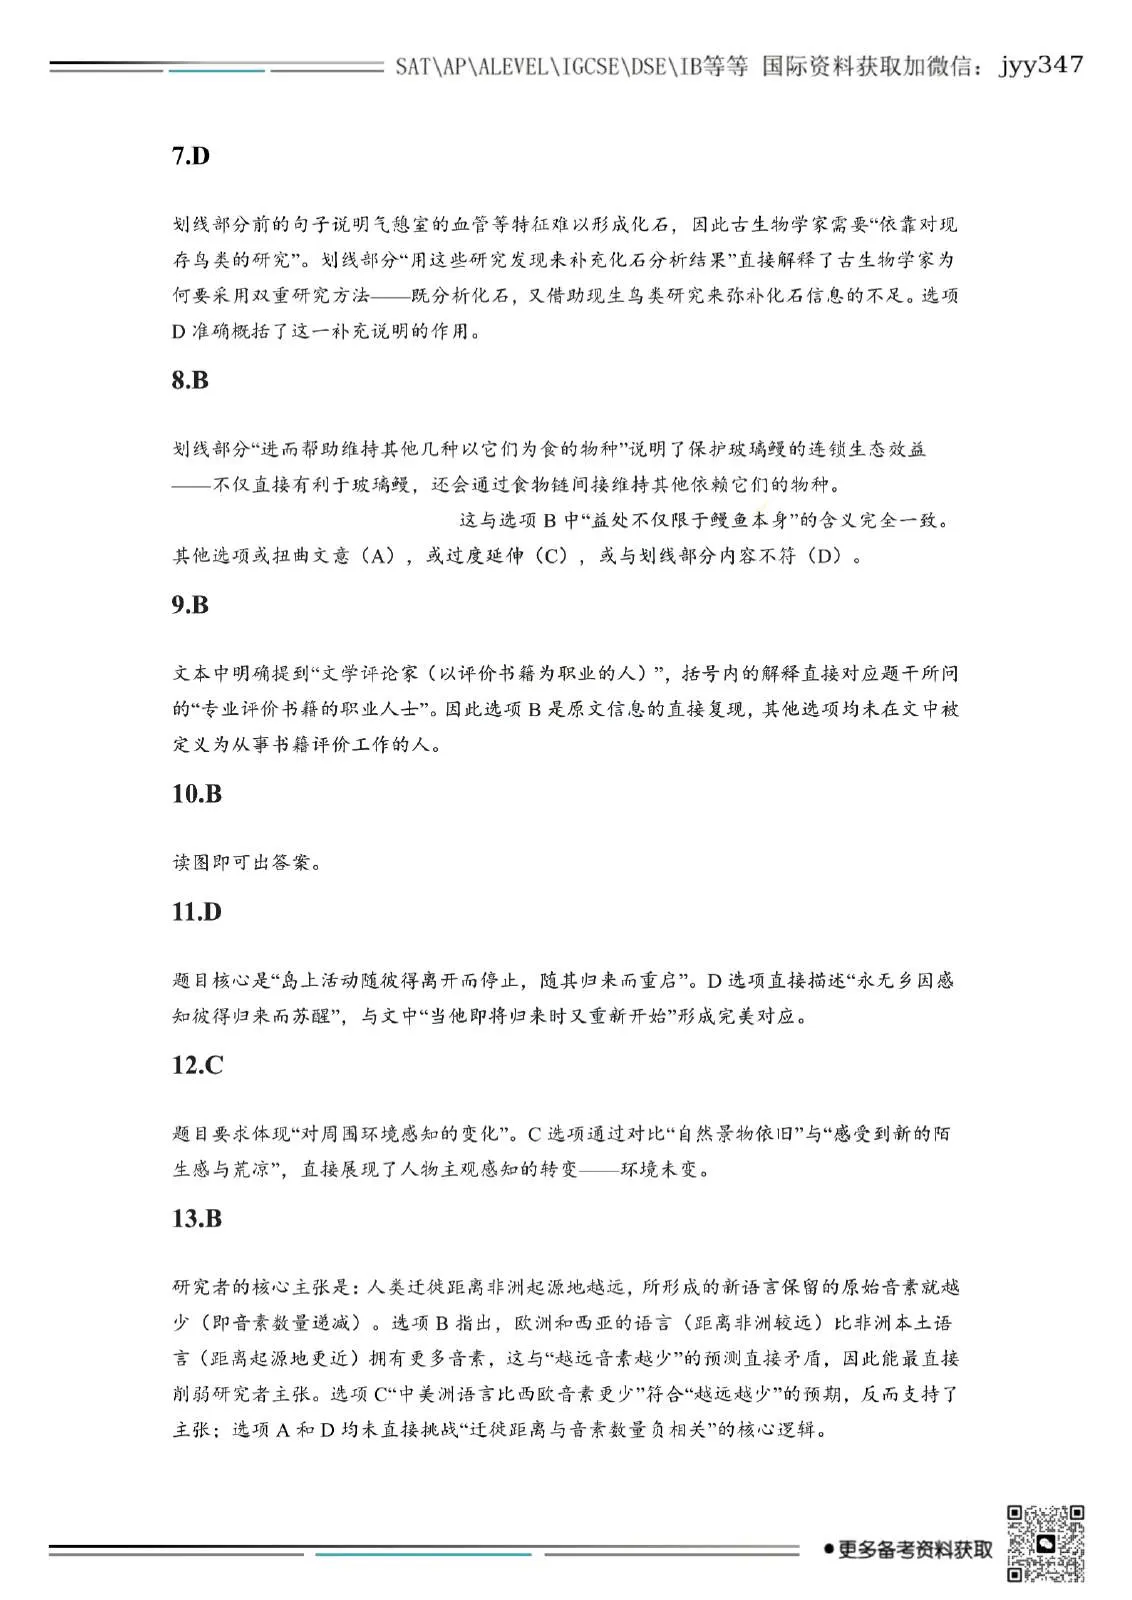 SAT\AP\ALEVEL\IGCSE\DSE\IB等等 国际资料获取加微信：jyy347
7.D
划线部分前的句子说明气憩室的血管等特征难以形成化石，因此古生物学家需要“依靠对现
存鸟类的研究”。划线部分“用这些研究发现来补充化石分析结果”直接解释了古生物学家为
何要采用双重研究方法——既分析化石，又借助现生鸟类研究来弥补化石信息的不足。选项
D 准确概括了这一补充说明的作用。
8.B
划线部分“进而帮助维持其他几种以它们为食的物种”说明了保护玻璃鳗的连锁生态效益
——不仅直接有利于玻璃鳗，还会通过食物链间接维持其他依赖它们的物种。
这与选项 B 中“益处不仅限于鳗鱼本身”的含义完全一致。
其他选项或扭曲文意（A），或过度延伸（C），或与划线部分内容不符（D）。
9.B
文本中明确提到“文学评论家（以评价书籍为职业的人）”，括号内的解释直接对应题干所问
的“专业评价书籍的职业人士”。因此选项 B 是原文信息的直接复现，其他选项均未在文中被
定义为从事书籍评价工作的人。
10.B
读图即可出答案。
11.D
题目核心是“岛上活动随彼得离开而停止，随其归来而重启”。D 选项直接描述“永无乡因感
知彼得归来而苏醒”，与文中“当他即将归来时又重新开始”形成完美对应。
12.C
题目要求体现“对周围环境感知的变化”。C 选项通过对比“自然景物依旧”与“感受到新的陌
生感与荒凉”，直接展现了人物主观感知的转变——环境未变。
13.B
研究者的核心主张是：人类迁徙距离非洲起源地越远，所形成的新语言保留的原始音素就越
少（即音素数量递减）。选项 B 指出，欧洲和西亚的语言（距离非洲较远）比非洲本土语
言（距离起源地更近）拥有更多音素，这与“越远音素越少”的预测直接矛盾，因此能最直接
削弱研究者主张。选项 C“中美洲语言比西欧音素更少”符合“越远越少”的预期，反而支持了
主张；选项 A 和 D 均未直接挑战“迁徙距离与音素数量负相关”的核心逻辑。
●更多备考资料获取